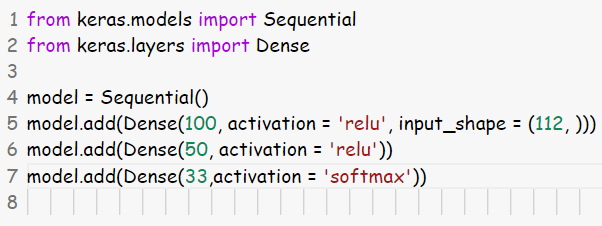 1 from keras.models import Sequential
2 from keras.layers import Dense
3
4 model = Sequential()
5 model.add(Dense(100, activation = 'relu', input_shape = (112, )))
6 model.add(Dense(50, activation = 'relu'))
7 model.add(Dense(33,activation = 'softmax'))
8